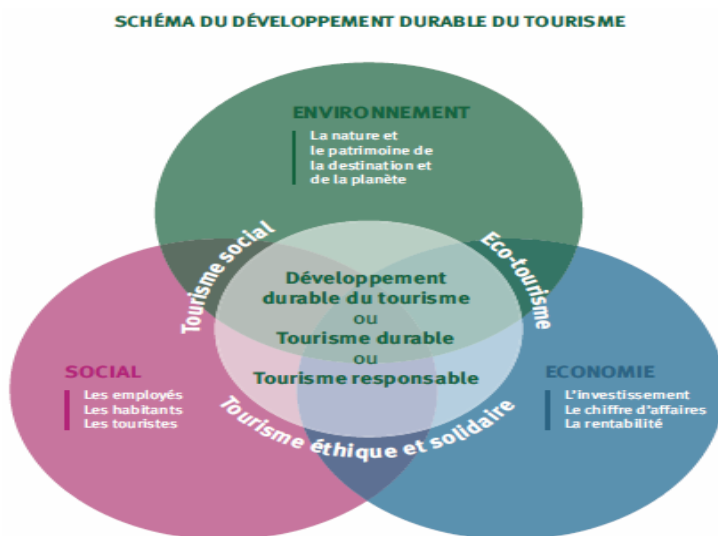 SCHÉMA DU DÉVELOPPEMENT DURABLE DU TOURISME
ENVIRONNEMENT
La nature et
le patrimoine de
la destination et
de la planète
Tourisme social
Eco-tourisme
Développement
durable du tourisme
ou
Tourisme durable
ou
Tourisme responsable
SOCIAL
Les employés
Les habitants
Les touristes
ECONOMIE
L'investissement
Le chiffre d'affaires
La rentabilité
Tourisme éthique et solidaire